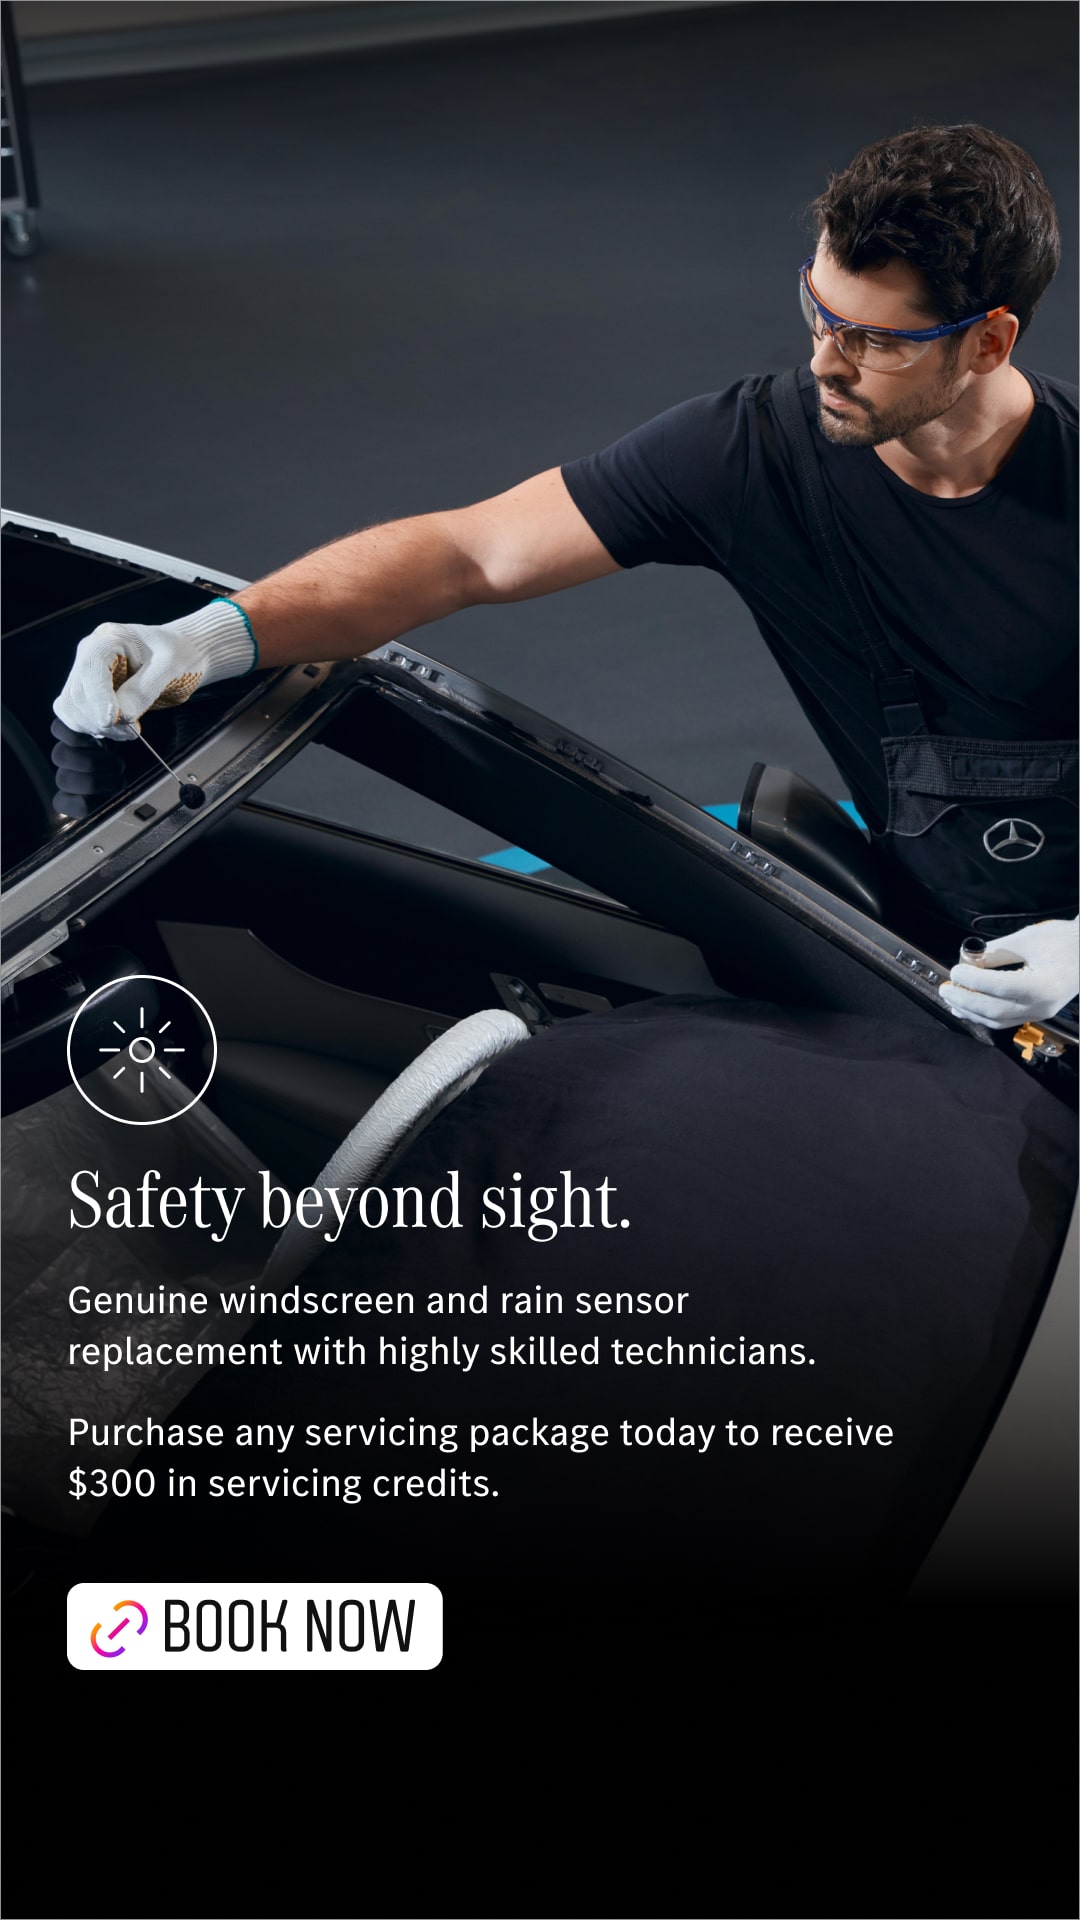 Safety beyond sight.
Genuine windscreen and rain sensor
replacement with highly skilled technicians.
Purchase any servicing package today to receive
$300 in servicing credits.
BOOK NOW